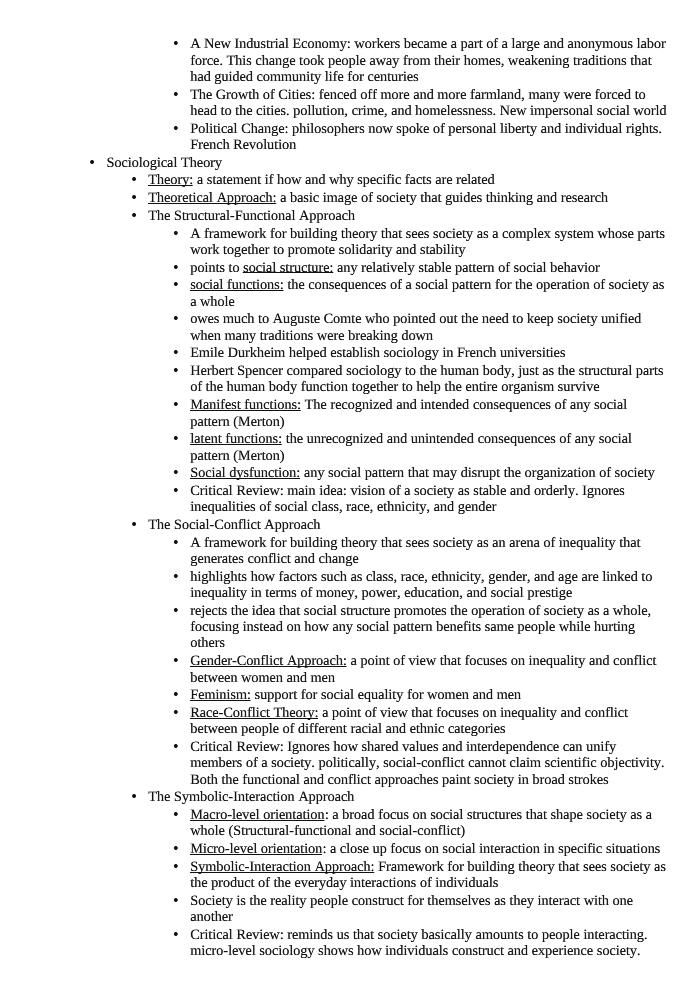 • A New Industrial Economy: workers became a part of a large and anonymous labor
force. This change took people away from their homes, weakening traditions that
had guided community life for centuries
• The Growth of Cities: fenced off more and more farmland, many were forced to
head to the cities. pollution, crime, and homelessness. New impersonal social world
• Political Change: philosophers now spoke of personal liberty and individual rights.
French Revolution
• Sociological Theory
• Theory: a statement if how and why specific facts are related
• Theoretical Approach: a basic image of society that guides thinking and research
• The Structural-Functional Approach
• A framework for building theory that sees society as a complex system whose parts
work together to promote solidarity and stability
• points to social structure: any relatively stable pattern of social behavior
• social functions: the consequences of a social pattern for the operation of society as
a whole
• owes much to Auguste Comte who pointed out the need to keep society unified
when many traditions were breaking down
• Emile Durkheim helped establish sociology in French universities
• Herbert Spencer compared sociology to the human body, just as the structural parts
of the human body function together to help the entire organism survive
• Manifest functions: The recognized and intended consequences of any social
pattern (Merton)
• latent functions: the unrecognized and unintended consequences of any social
pattern (Merton)
• Social dysfunction: any social pattern that may disrupt the organization of society
• Critical Review: main idea: vision of a society as stable and orderly. Ignores
inequalities of social class, race, ethnicity, and gender
• The Social-Conflict Approach
• A framework for building theory that sees society as an arena of inequality that
generates conflict and change
• highlights how factors such as class, race, ethnicity, gender, and age are linked to
inequality in terms of money, power, education, and social prestige
• rejects the idea that social structure promotes the operation of society as a whole,
focusing instead on how any social pattern benefits same people while hurting
others
• Gender-Conflict Approach: a point of view that focuses on inequality and conflict
between women and men
• Feminism: support for social equality for women and men
• Race-Conflict Theory: a point of view that focuses on inequality and conflict
between people of different racial and ethnic categories
• Critical Review: Ignores how shared values and interdependence can unify
members of a society. politically, social-conflict cannot claim scientific objectivity.
Both the functional and conflict approaches paint society in broad strokes
• The Symbolic-Interaction Approach
• Macro-level orientation: a broad focus on social structures that shape society as a
whole (Structural-functional and social-conflict)
• Micro-level orientation: a close up focus on social interaction in specific situations
• Symbolic-Interaction Approach: Framework for building theory that sees society as
the product of the everyday interactions of individuals
• Society is the reality people construct for themselves as they interact with one
another
• Critical Review: reminds us that society basically amounts to people interacting.
micro-level sociology shows how individuals construct and experience society.